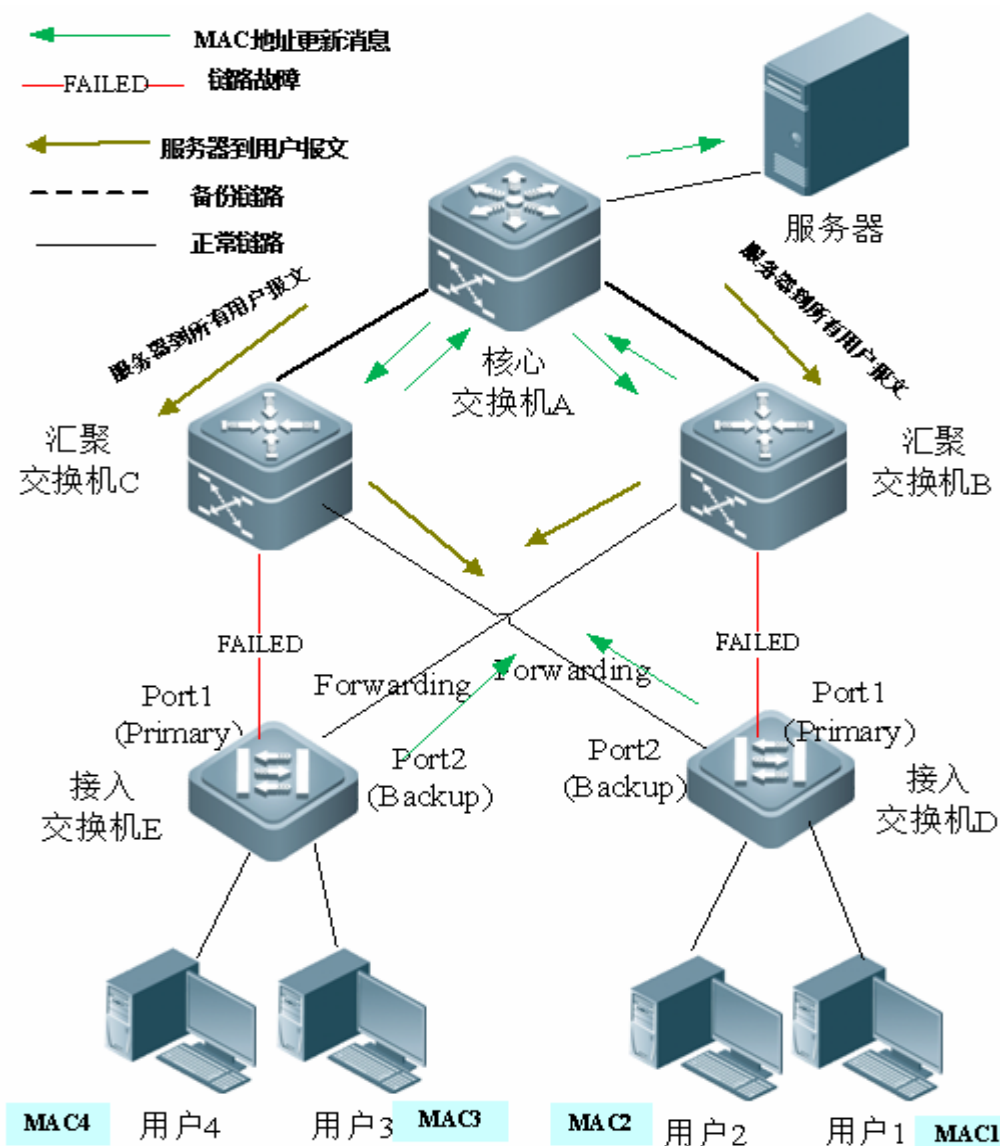 MAC地址更新消息
FAILED
链路故障
服务器到用户报文
备份链路
正常链路
服务器
服务器到所有用户报文
服务器到所有用户报文
核心
交换机A
汇聚
交换机C
汇聚
交换机B
FAILED
FAILED
Forwarding
Forwarding
Port1
(Primary)
Port1
(Primary)
Port2
(Backup)
Port2
(Backup)
接入
交换机E
接入
交换机D
MAC4
用户4
用户3
MAC3
MAC2
用户2
用户1
MAC1